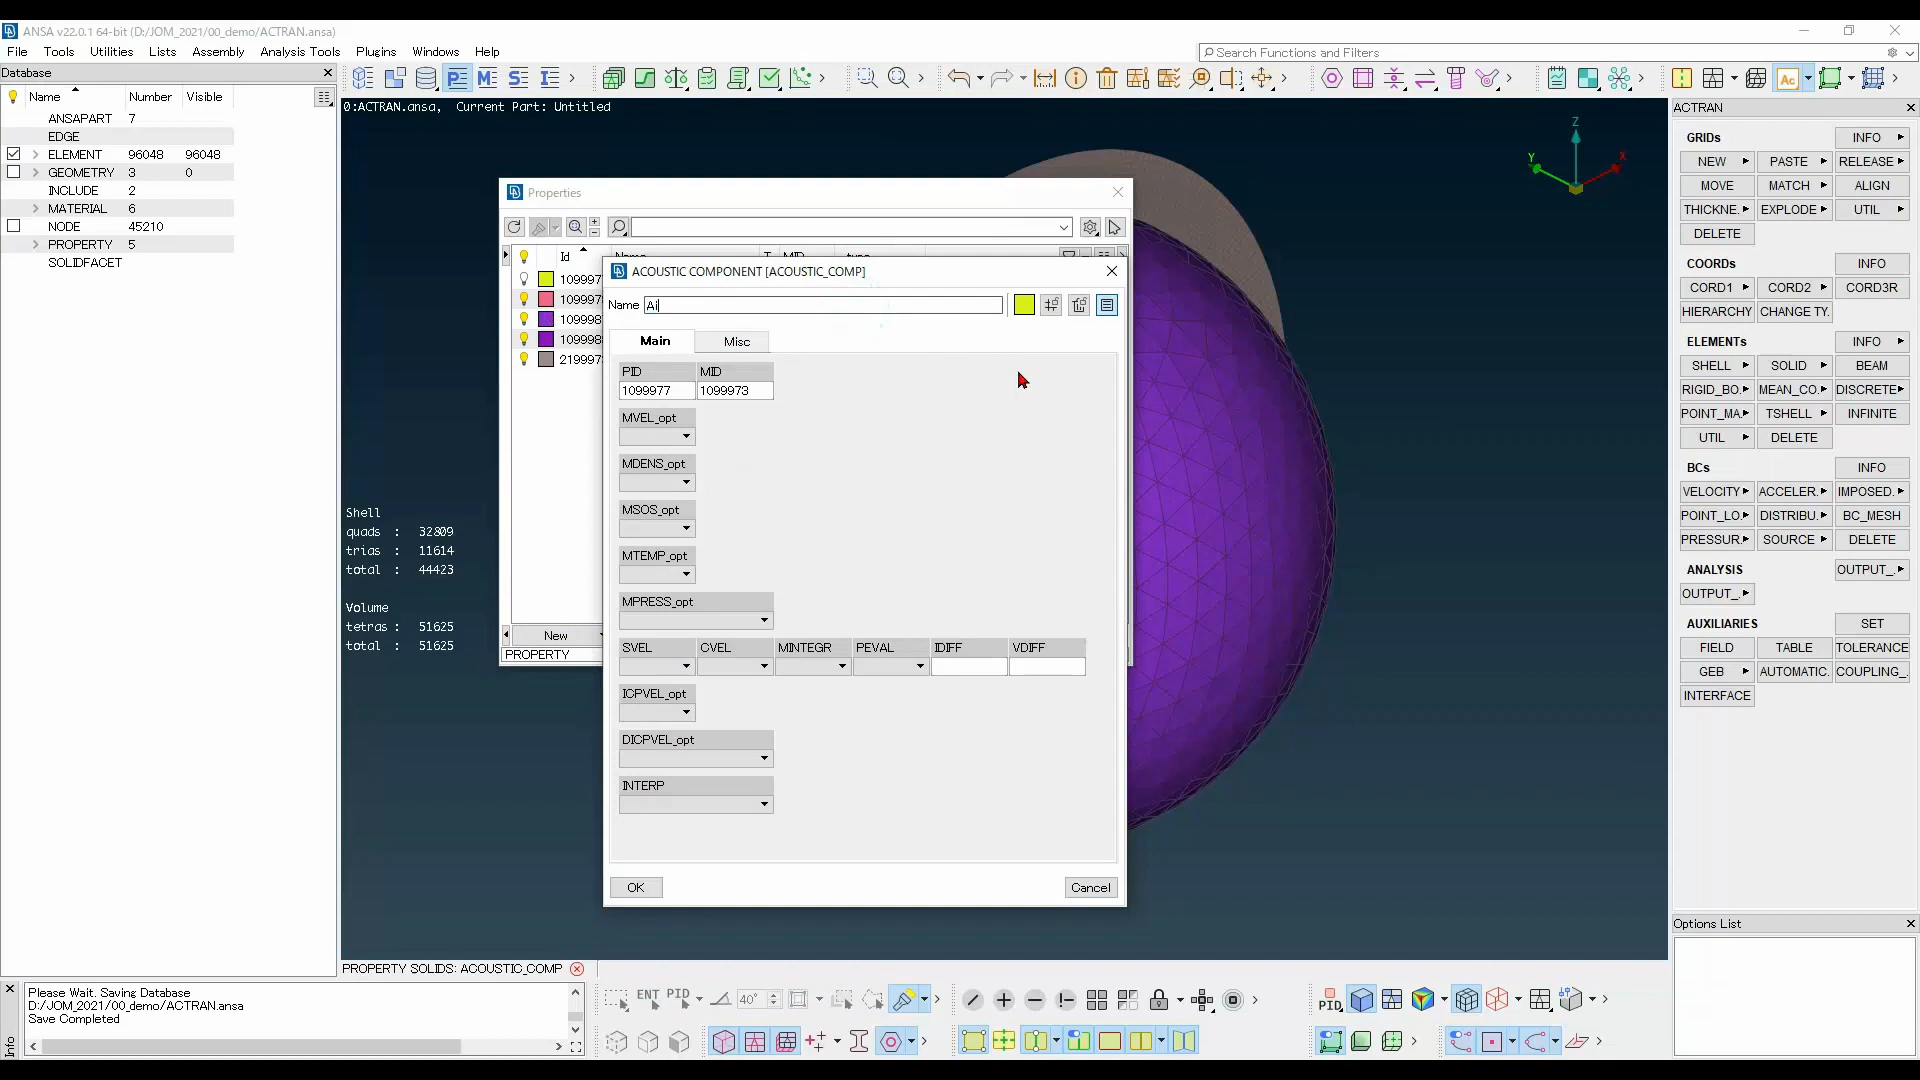 ANSA v22.0.1 64-bit (D:/JOM_2021/00_demo/ACTRAN.ansa)
File Tools Utilities Lists Assembly Analysis Tools Plugins Windows Help
Search Functions and Filters
Database
Name Number Visible
ANSAPART 7
EDGE
ELEMENT 96048 96048
GEOMETRY 3 0
INCLUDE 2
MATERIAL 6
NODE 45210
PROPERTY 5
SOLIDFACET
0:ACTRAN.ansa, Current Part: Untitled
Z
Y
X
Shell
quads : 32809
trias : 11614
total : 44423
Volume
tetras : 51625
total : 51625
Properties
Id
109997
109997
109998
109998
219997
New
PROPERTY
ACOUSTIC COMPONENT [ACOUSTIC_COMP]
Name Ai
Main Misc
PID MID
1099977 1099973
MVEL_opt
MDENS_opt
MSOS_opt
MTEMP_opt
MPRESS_opt
SVEL CVEL MINTEGR PEVAL IDIFF VDIFF
ICPVEL_opt
DICPVEL_opt
INTERP
OK Cancel
ACTRAN
GRIDs INFO
NEW PASTE RELEASE
MOVE MATCH ALIGN
THICKNE. EXPLODE UTIL
DELETE
COORDs INFO
CORD1 CORD2 CORD3R
HIERARCHY CHANGE TY.
ELEMENTs INFO
SHELL SOLID BEAM
RIGID_BO. MEAN_CO. DISCRETE
POINT_MA. TSHELL INFINITE
UTIL DELETE
BCs INFO
VELOCITY ACCELER. IMPOSED.
POINT_LO. DISTRIBU. BC_MESH
PRESSUR. SOURCE DELETE
ANALYSIS OUTPUT_.
OUTPUT_.
AUXILIARIES SET
FIELD TABLE TOLERANCE
GEB AUTOMATIC. COUPLING_.
INTERFACE
Options List
PROPERTY SOLIDS: ACOUSTIC_COMP
Please Wait. Saving Database
D:/JOM_2021/00_demo/ACTRAN.ansa
Save Completed
Info
ENT PID 40°
PID